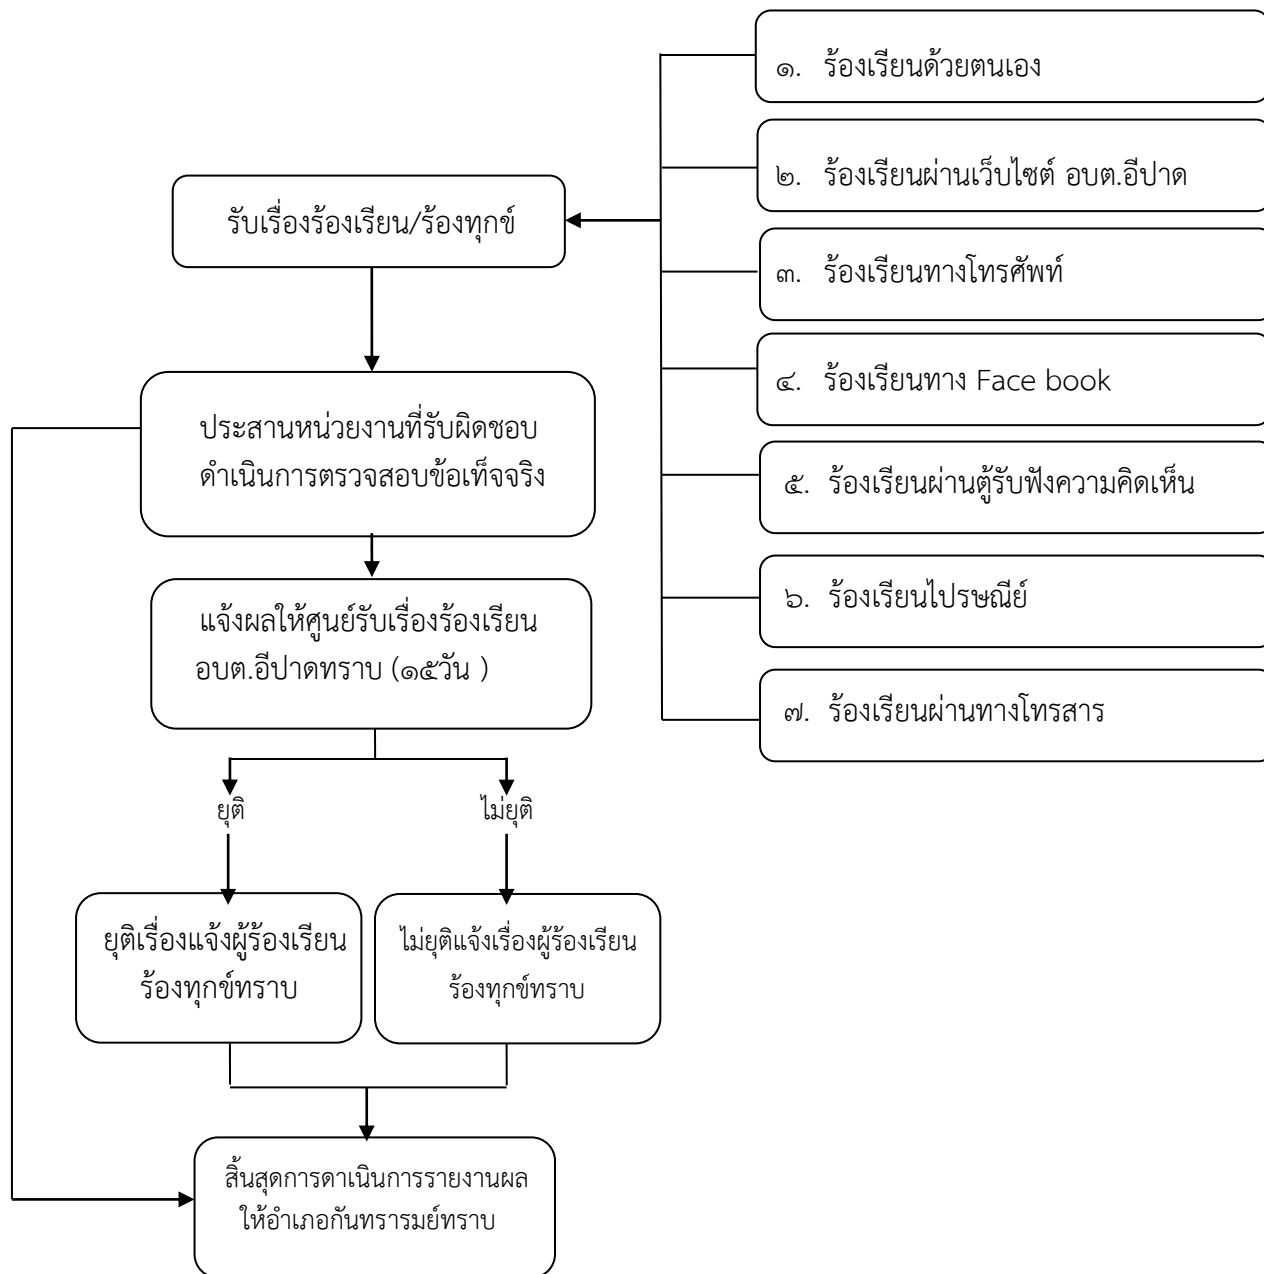 ๑. ร้องเรียนด้วยตนเอง
๒. ร้องเรียนผ่านเว็บไซต์ อบต.อีปาด
๓. ร้องเรียนทางโทรศัพท์
๔. ร้องเรียนทาง Face book
๕. ร้องเรียนผ่านตู้รับฟังความคิดเห็น
๖. ร้องเรียนไปรษณีย์
๗. ร้องเรียนผ่านทางโทรสาร
รับเรื่องร้องเรียน/ร้องทุกข์
ประสานหน่วยงานที่รับผิดชอบ
ดำเนินการตรวจสอบข้อเท็จจริง
แจ้งผลให้ศูนย์รับเรื่องร้องเรียน
อบต.อีปาดทราบ (๑๕วัน )
ยุติ
ไม่ยุติ
ยุติเรื่องแจ้งผู้ร้องเรียน
ร้องทุกข์ทราบ
ไม่ยุติแจ้งเรื่องผู้ร้องเรียน
ร้องทุกข์ทราบ
สิ้นสุดการดาเนินการรายงานผล
ให้อำเภอกันทรารมย์ทราบ